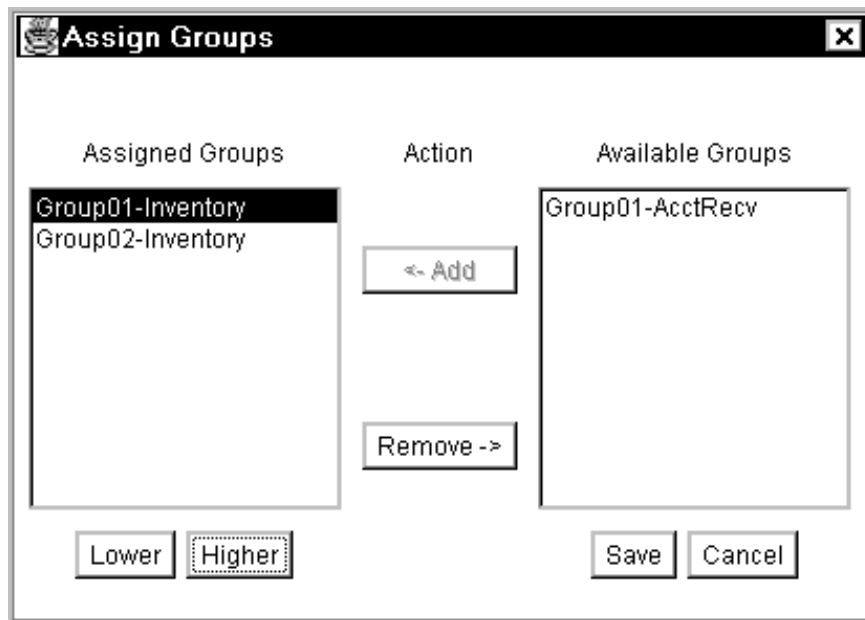 Assign Groups
Assigned Groups Action Available Groups
Group01-Inventory Group01-AcctRecv
Group02-Inventory
<- Add
Remove ->
Lower Higher Save Cancel